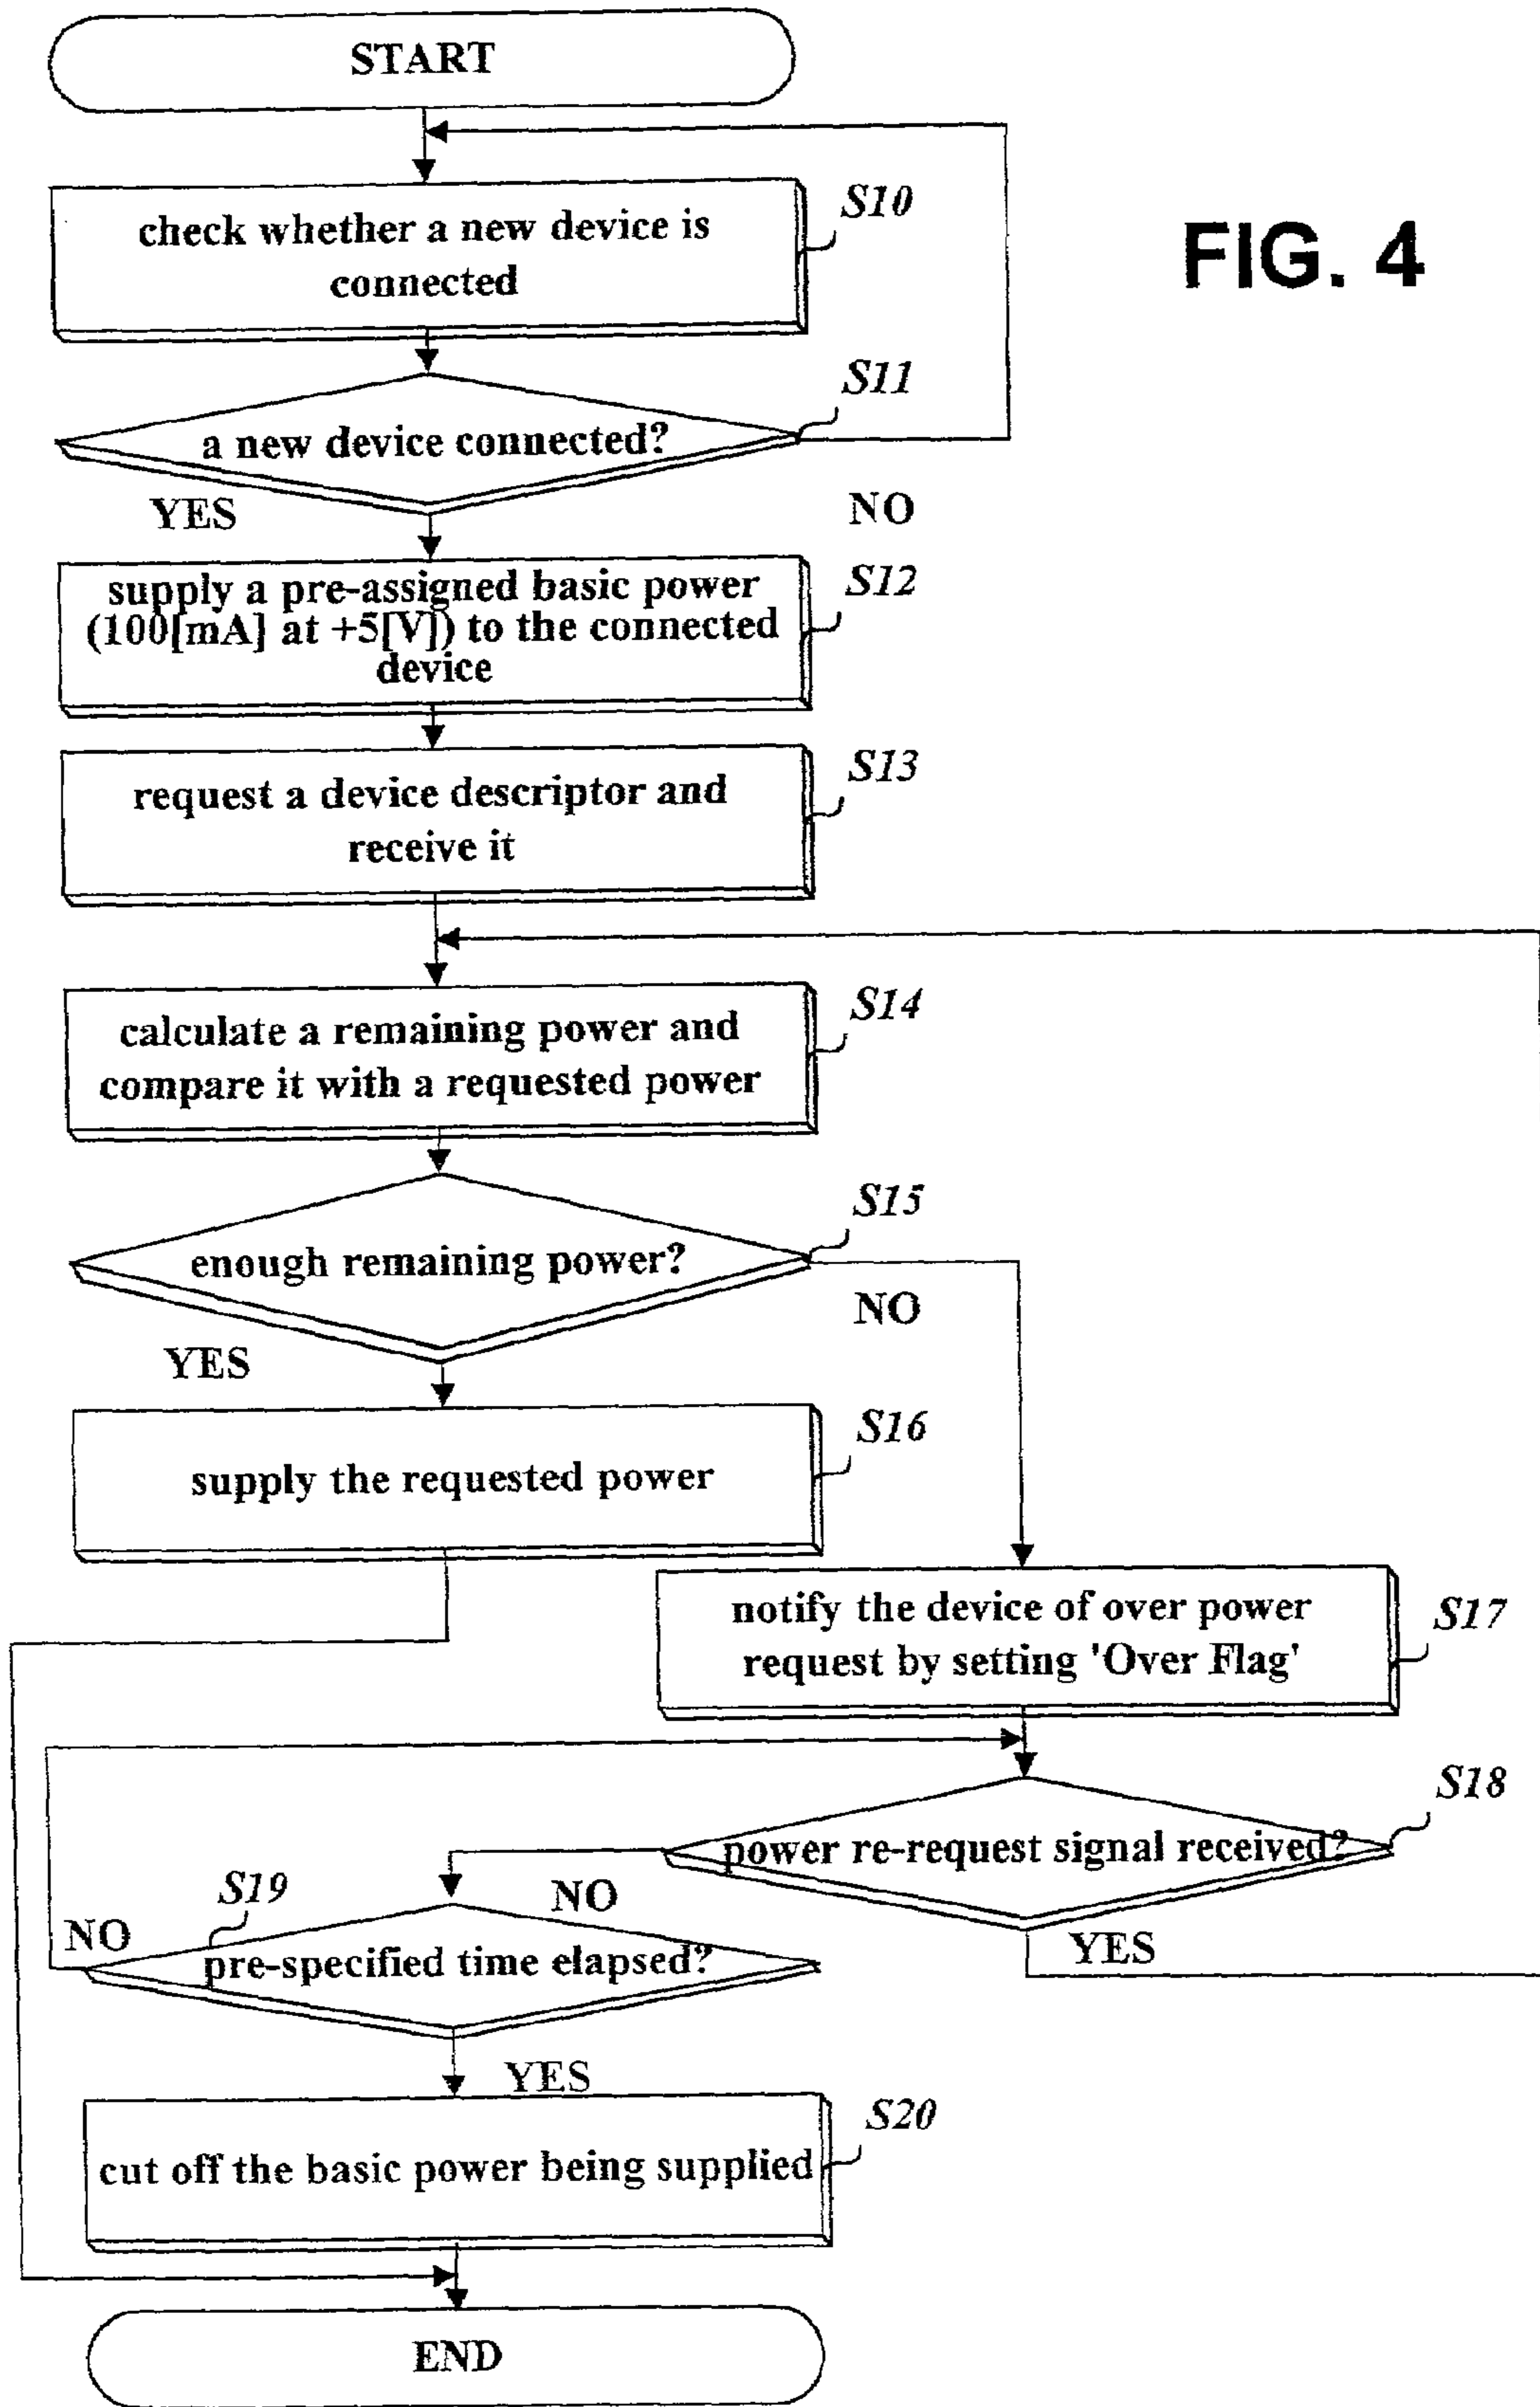 START
FIG. 4
S10
check whether a new device is
connected
S11
a new device connected?
YES
NO
S12
supply a pre-assigned basic power
(100[mA] at +5[V]) to the connected
device
S13
request a device descriptor and
receive it
S14
calculate a remaining power and
compare it with a requested power
S15
enough remaining power?
NO
YES
S16
supply the requested power
S17
notify the device of over power
request by setting 'Over Flag'
S18
power re-request signal received?
S19
NO
NO
YES
pre-specified time elapsed?
YES
S20
cut off the basic power being supplied
END